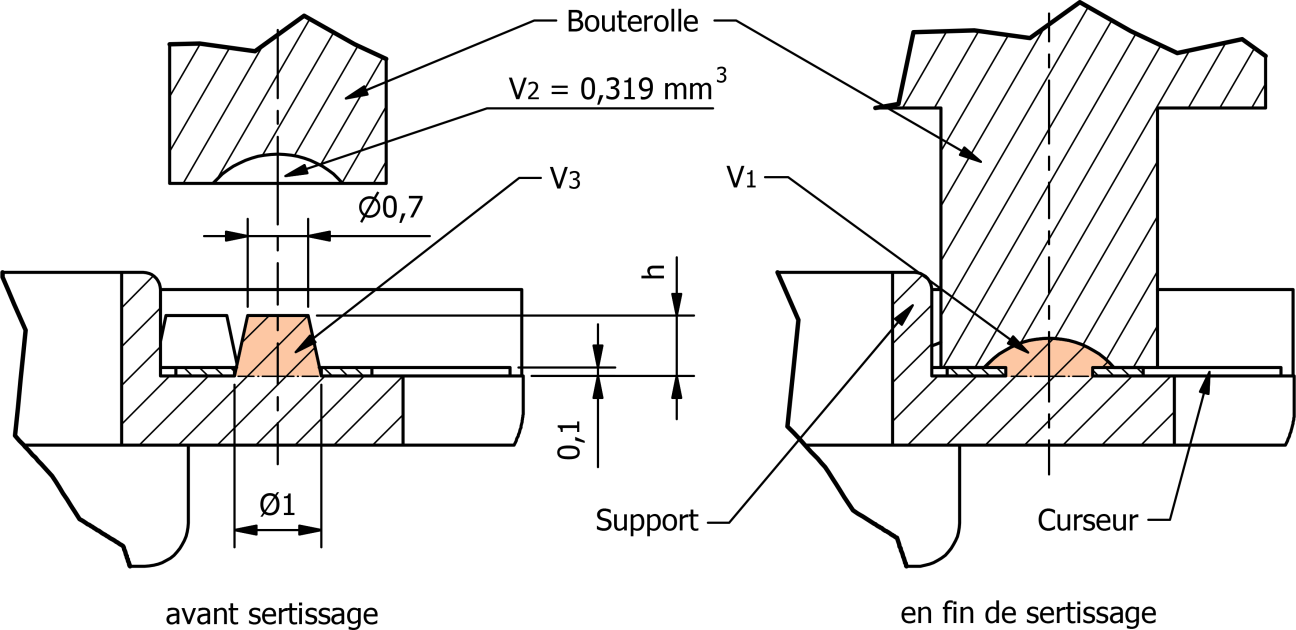 Bouterolle
V2 = 0,319 mm³
V3
V1
Ø0,7
h
0,1
Ø1
Support
Curseur
avant sertissage
en fin de sertissage